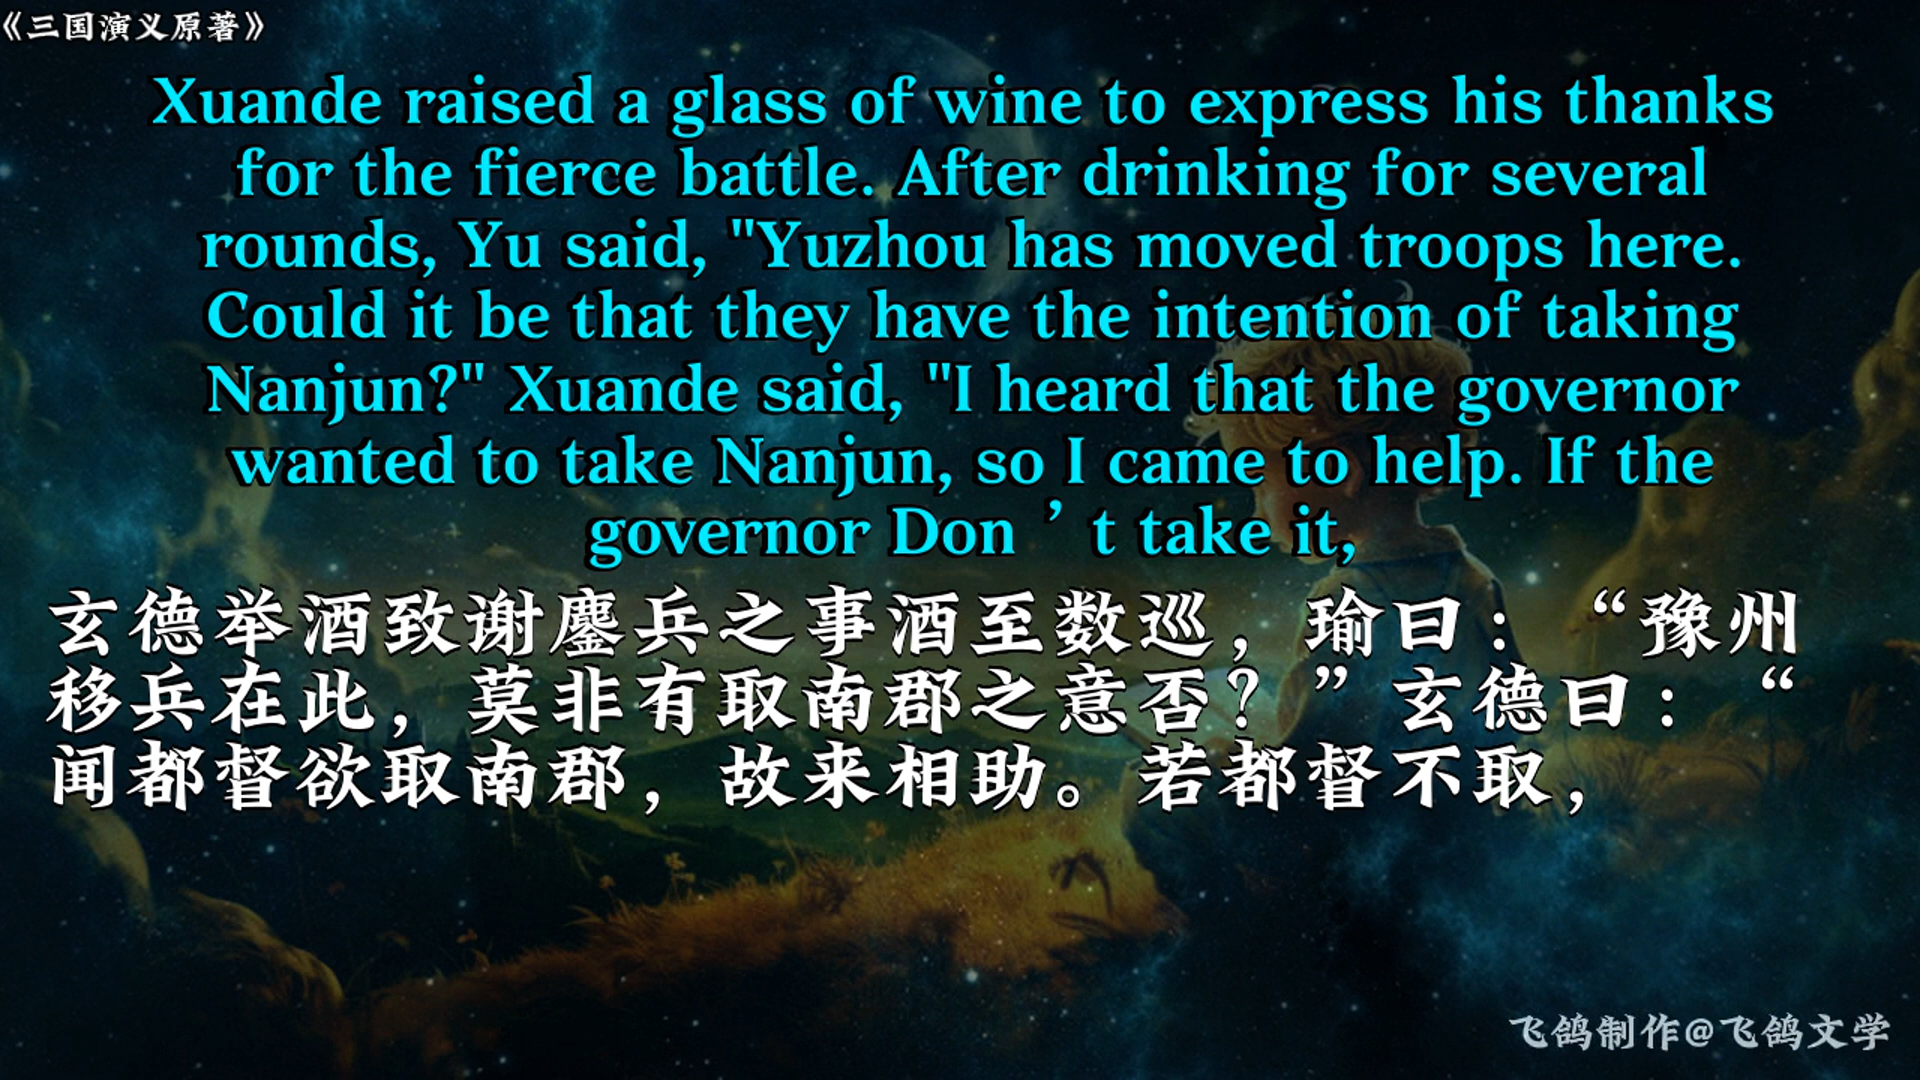 《三国演义原著》
Xuande raised a glass of wine to express his thanks
for the fierce battle. After drinking for several
rounds, Yu said, "Yuzhou has moved troops here.
Could it be that they have the intention of taking
Nanjun?" Xuande said, "I heard that the governor
wanted to take Nanjun, so I came to help. If the
governor Don ’ t take it,
玄德举酒致谢鏖兵之事酒至数巡，瑜曰：“豫州
移兵在此，莫非有取南郡之意否？”玄德曰：“
闻都督欲取南郡，故来相助。若都督不取，
飞鸽制作@飞鸽文学